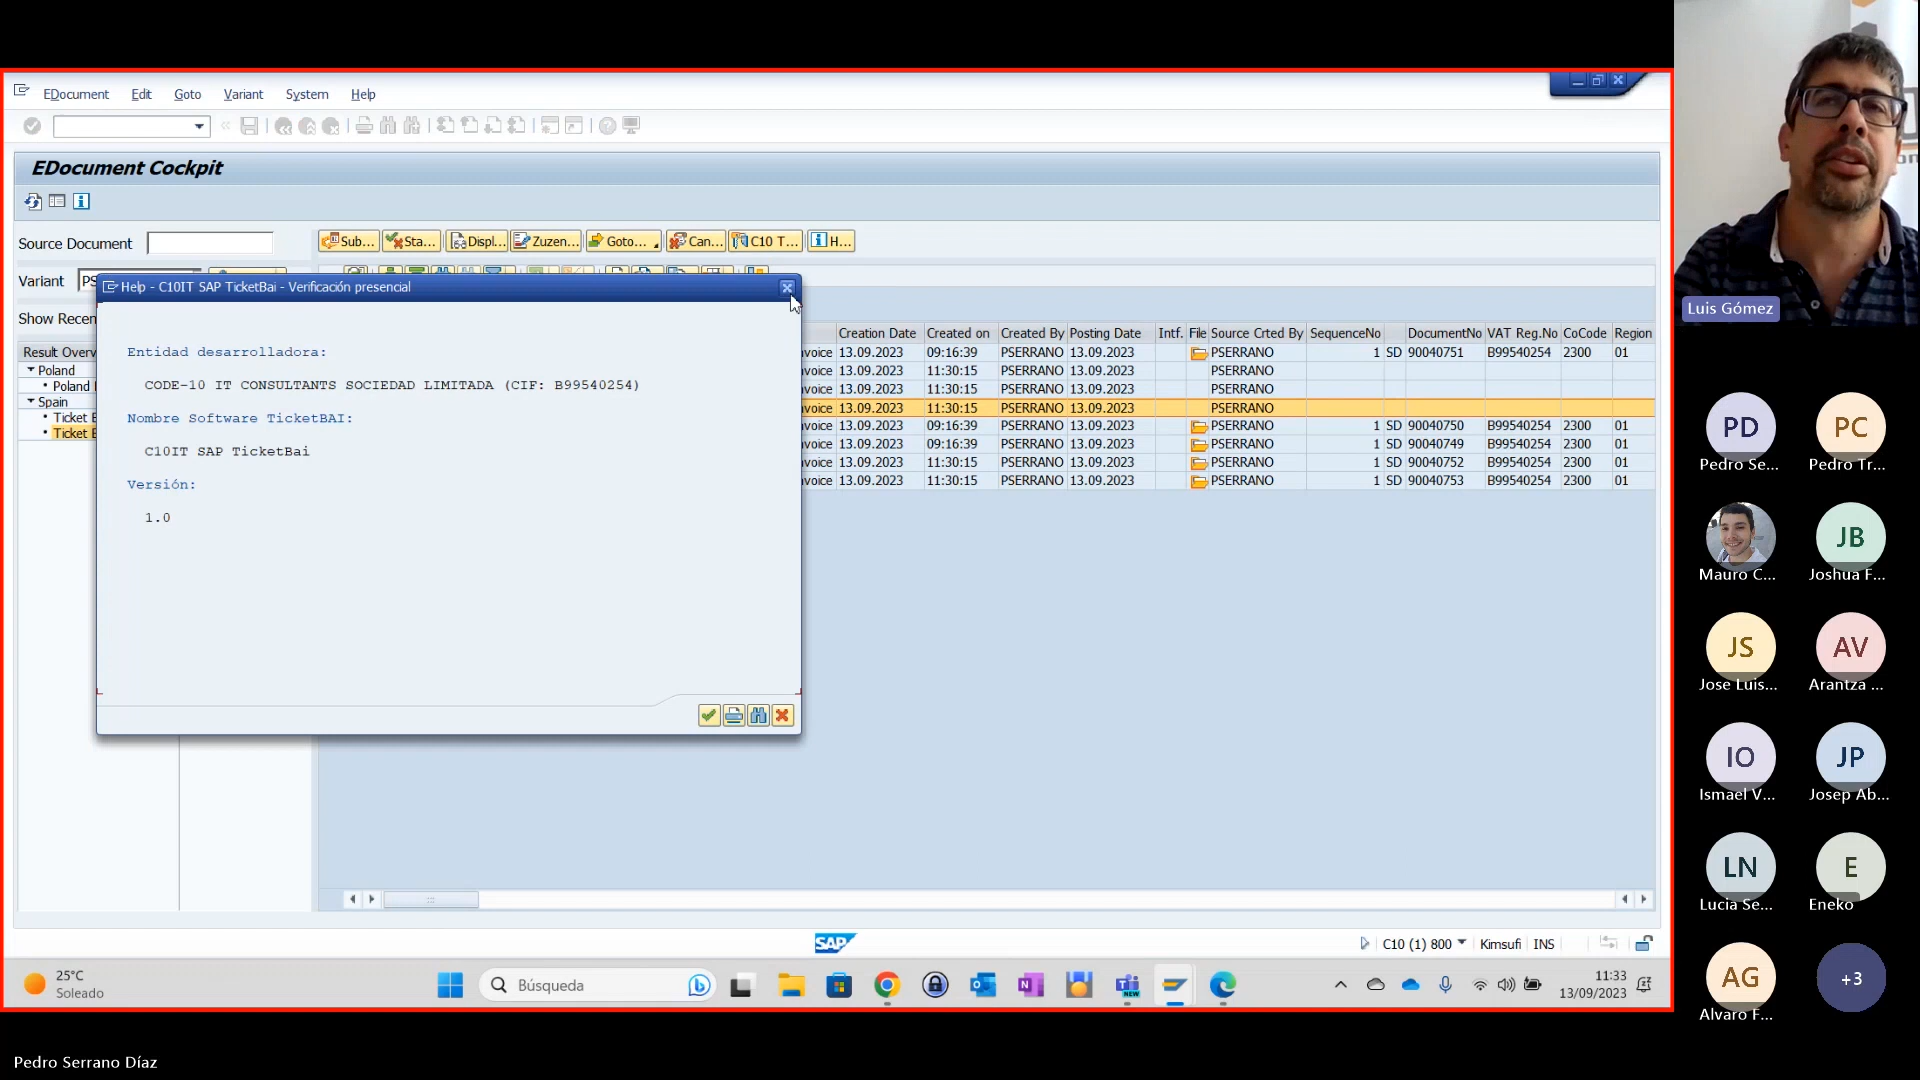 EDocument Edit Goto Variant System Help
EDocument Cockpit
Source Document
Sub... Sta... Displ... Zuzen... Goto... Can... C10 T... H...
Variant PS
Show Recen
Help - C10IT SAP TicketBai - Verificación presencial
Entidad desarrolladora:
CODE-10 IT CONSULTANTS SOCIEDAD LIMITADA (CIF: B99540254)
Nombre Software TicketBAI:
C10IT SAP TicketBai
Versión:
1.0
Result Overv
Poland
Poland
Spain
Ticket E
Ticket E
Creation Date Created on Created By Posting Date Intf. File Source Crted By SequenceNo DocumentNo VAT Reg.No CoCode Region
voice 13.09.2023 09:16:39 PSERRANO 13.09.2023 PSERRANO 1 SD 90040751 B99540254 2300 01
voice 13.09.2023 11:30:15 PSERRANO 13.09.2023 PSERRANO
voice 13.09.2023 11:30:15 PSERRANO 13.09.2023 PSERRANO
voice 13.09.2023 11:30:15 PSERRANO 13.09.2023 PSERRANO
voice 13.09.2023 09:16:39 PSERRANO 13.09.2023 PSERRANO 1 SD 90040750 B99540254 2300 01
voice 13.09.2023 09:16:39 PSERRANO 13.09.2023 PSERRANO 1 SD 90040749 B99540254 2300 01
voice 13.09.2023 11:30:15 PSERRANO 13.09.2023 PSERRANO 1 SD 90040752 B99540254 2300 01
voice 13.09.2023 11:30:15 PSERRANO 13.09.2023 PSERRANO 1 SD 90040753 B99540254 2300 01
SAP
C10 (1) 800 Kimsufi INS
25°C
Soleado
Búsqueda
11:33
13/09/2023
Pedro Serrano Díaz
Luis Gómez
PD PC
Pedro Se... Pedro Tr...
JB
Mauro C... Joshua F...
JS AV
Jose Luis... Arantza ...
IO JP
Ismael V... Josep Ab...
LN E
Lucia Se... Eneko
AG +3
Alvaro F...